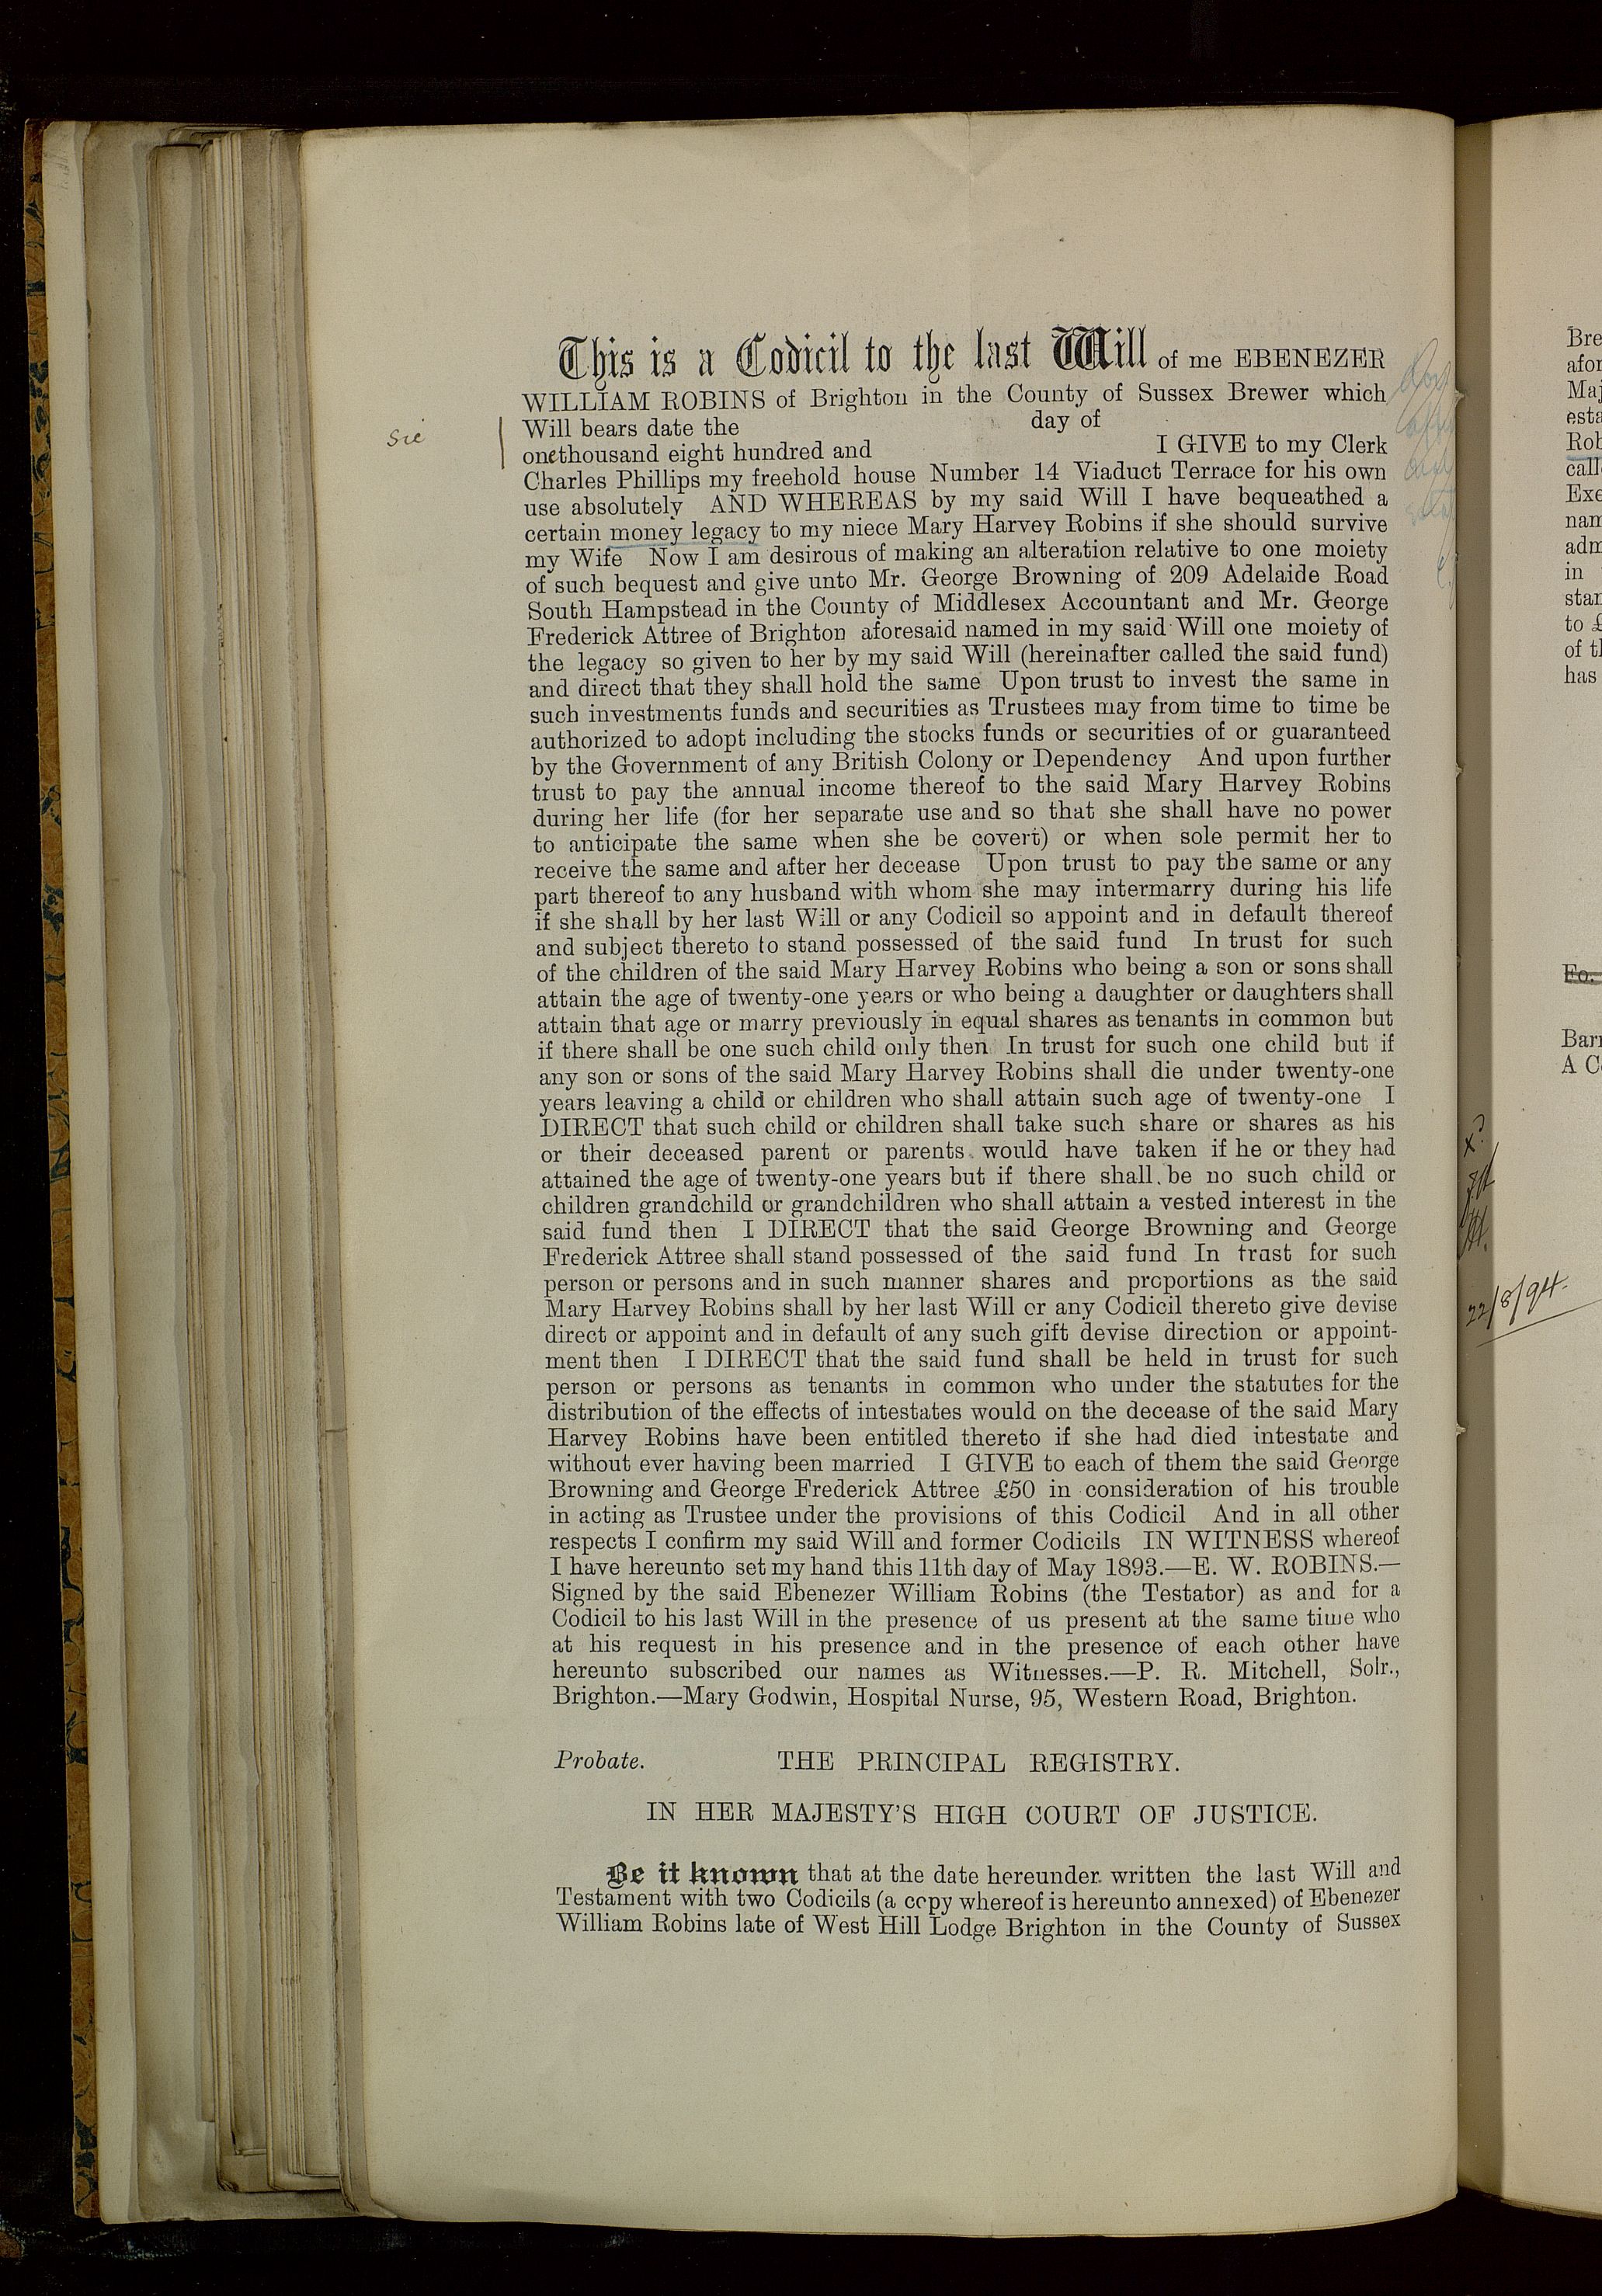 This is a Codicil to the last Will of me EBENEZER
WILLIAM ROBINS of Brighton in the County of Sussex Brewer which
sic
Will bears date the day of
onethousand eight hundred and I GIVE to my Clerk
Charles Phillips my freehold house Number 14 Viaduct Terrace for his own
use absolutely AND WHEREAS by my said Will I have bequeathed a
certain money legacy to my niece Mary Harvey Robins if she should survive
my Wife Now I am desirous of making an alteration relative to one moiety
of such bequest and give unto Mr. George Browning of 209 Adelaide Road
South Hampstead in the County of Middlesex Accountant and Mr. George
Frederick Attree of Brighton aforesaid named in my said Will one moiety of
the legacy so given to her by my said Will (hereinafter called the said fund)
and direct that they shall hold the same Upon trust to invest the same in
such investments funds and securities as Trustees may from time to time be
authorized to adopt including the stocks funds or securities of or guaranteed
by the Government of any British Colony or Dependency And upon further
trust to pay the annual income thereof to the said Mary Harvey Robins
during her life (for her separate use and so that she shall have no power
to anticipate the same when she be covert) or when sole permit her to
receive the same and after her decease Upon trust to pay the same or any
part thereof to any husband with whom she may intermarry during his life
if she shall by her last Will or any Codicil so appoint and in default thereof
and subject thereto to stand possessed of the said fund In trust for such
of the children of the said Mary Harvey Robins who being a son or sons shall
attain the age of twenty-one years or who being a daughter or daughters shall
attain that age or marry previously in equal shares as tenants in common but
if there shall be one such child only then In trust for such one child but if
any son or sons of the said Mary Harvey Robins shall die under twenty-one
years leaving a child or children who shall attain such age of twenty-one I
DIRECT that such child or children shall take such share or shares as his
or their deceased parent or parents would have taken if he or they had
attained the age of twenty-one years but if there shall be no such child or
children grandchild or grandchildren who shall attain a vested interest in the
said fund then I DIRECT that the said George Browning and George
Frederick Attree shall stand possessed of the said fund In trust for such
person or persons and in such manner shares and proportions as the said
Mary Harvey Robins shall by her last Will or any Codicil thereto give devise
direct or appoint and in default of any such gift devise direction or appoint-
ment then I DIRECT that the said fund shall be held in trust for such
person or persons as tenants in common who under the statutes for the
distribution of the effects of intestates would on the decease of the said Mary
Harvey Robins have been entitled thereto if she had died intestate and
without ever having been married I GIVE to each of them the said George
Browning and George Frederick Attree £50 in consideration of his trouble
in acting as Trustee under the provisions of this Codicil And in all other
respects I confirm my said Will and former Codicils IN WITNESS whereof
I have hereunto set my hand this 11th day of May 1893.—E. W. ROBINS.—
Signed by the said Ebenezer William Robins (the Testator) as and for a
Codicil to his last Will in the presence of us present at the same time who
at his request in his presence and in the presence of each other have
hereunto subscribed our names as Witnesses.—P. R. Mitchell, Solr.,
Brighton.—Mary Godwin, Hospital Nurse, 95, Western Road, Brighton.
Probate. THE PRINCIPAL REGISTRY.
IN HER MAJESTY'S HIGH COURT OF JUSTICE.
Be it known that at the date hereunder written the last Will and
Testament with two Codicils (a copy whereof is hereunto annexed) of Ebenezer
William Robins late of West Hill Lodge Brighton in the County of Sussex
Bre
afor
Maj
esta
Rob
call
Exe
nam
adm
in
stan
to £
of th
has
Fo.
Barr
A Co
x?
22/8/94.